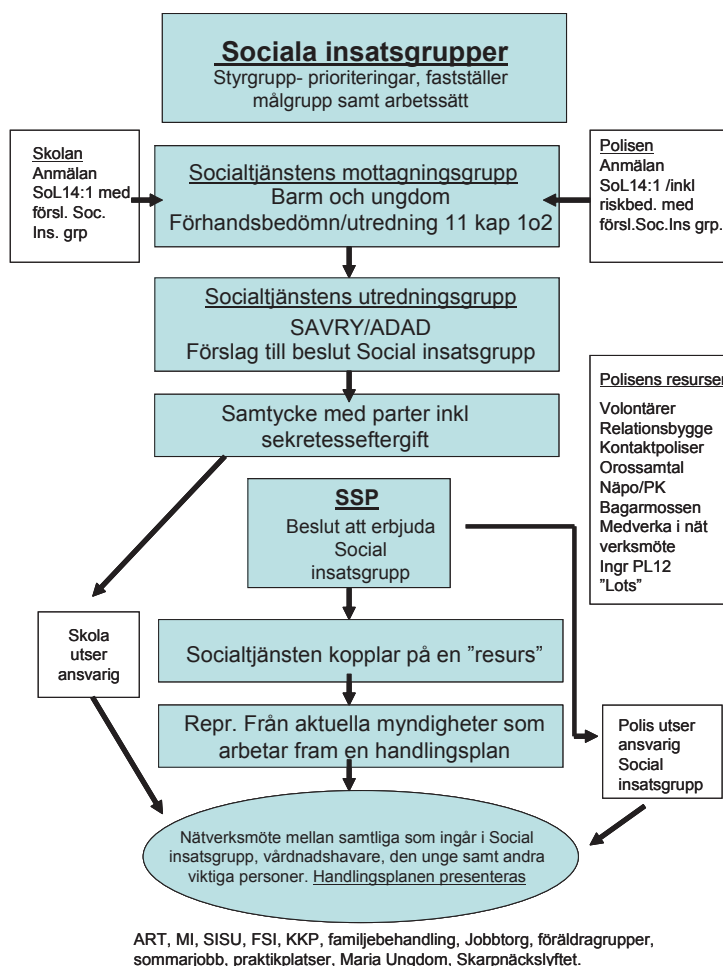 Sociala insatsgrupper
Styrgrupp- prioriteringar, fastställer
målgrupp samt arbetssätt
Skolan
Anmälan
SoL14:1 med
försl. Soc.
Ins. grp
Socialtjänstens mottagningsgrupp
Barm och ungdom
Förhandsbedömn/utredning 11 kap 1o2
Polisen
Anmälan
SoL14:1 /inkl
riskbed. med
försl.Soc.Ins grp.
Socialtjänstens utredningsgrupp
SAVRY/ADAD
Förslag till beslut Social insatsgrupp
Samtycke med parter inkl
sekretesseftergift
Polisens resurser
Volontärer
Relationsbygge
Kontaktpoliser
Orossamtal
Näpo/PK
Bagarmossen
Medverka i nät
verksmöte
Ingr PL12
”Lots”
SSP
Beslut att erbjuda
Social
insatsgrupp
Skola
utser
ansvarig
Socialtjänsten kopplar på en ”resurs”
Repr. Från aktuella myndigheter som
arbetar fram en handlingsplan
Polis utser
ansvarig
Social
insatsgrupp
Nätverksmöte mellan samtliga som ingår i Social
insatsgrupp, vårdnadshavare, den unge samt andra
viktiga personer. Handlingsplanen presenteras
ART, MI, SISU, FSI, KKP, familjebehandling, Jobbtorg, föräldragrupper,
sommarjobb, praktikplatser, Maria Ungdom, Skarpnäckslyftet.